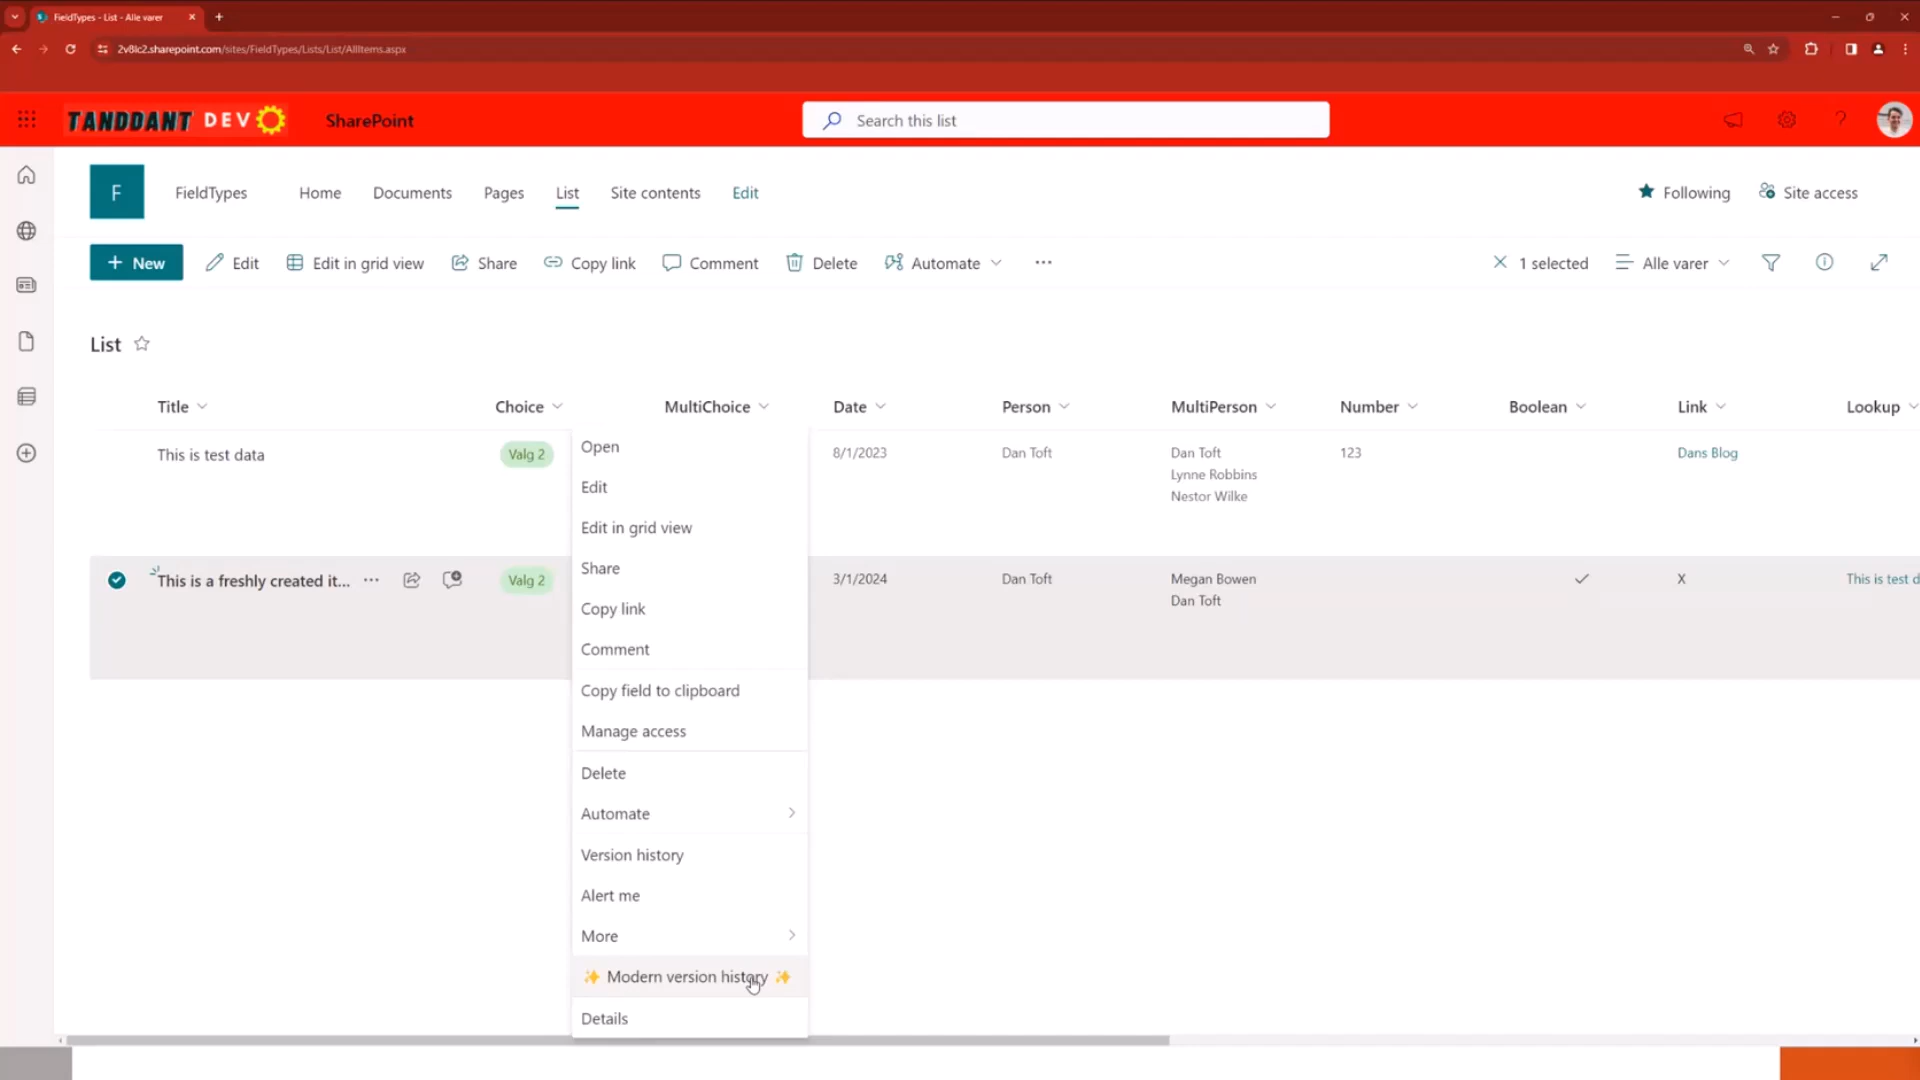 FieldTypes - List - Alle varer
2v8lc2.sharepoint.com/sites/FieldTypes/Lists/List/AllItems.aspx
TANDDANT DEV SharePoint
Search this list
F FieldTypes Home Documents Pages List Site contents Edit Following Site access
New Edit Edit in grid view Share Copy link Comment Delete Automate 1 selected Alle varer
List
Title Choice MultiChoice Date Person MultiPerson Number Boolean Link Lookup
This is test data Valg 2 8/1/2023 Dan Toft Dan Toft 123 Dans Blog
Lynne Robbins
Nestor Wilke
This is a freshly created it... Valg 2 3/1/2024 Dan Toft Megan Bowen X This is test d
Dan Toft
Open
Edit
Edit in grid view
Share
Copy link
Comment
Copy field to clipboard
Manage access
Delete
Automate
Version history
Alert me
More
✨ Modern version history ✨
Details